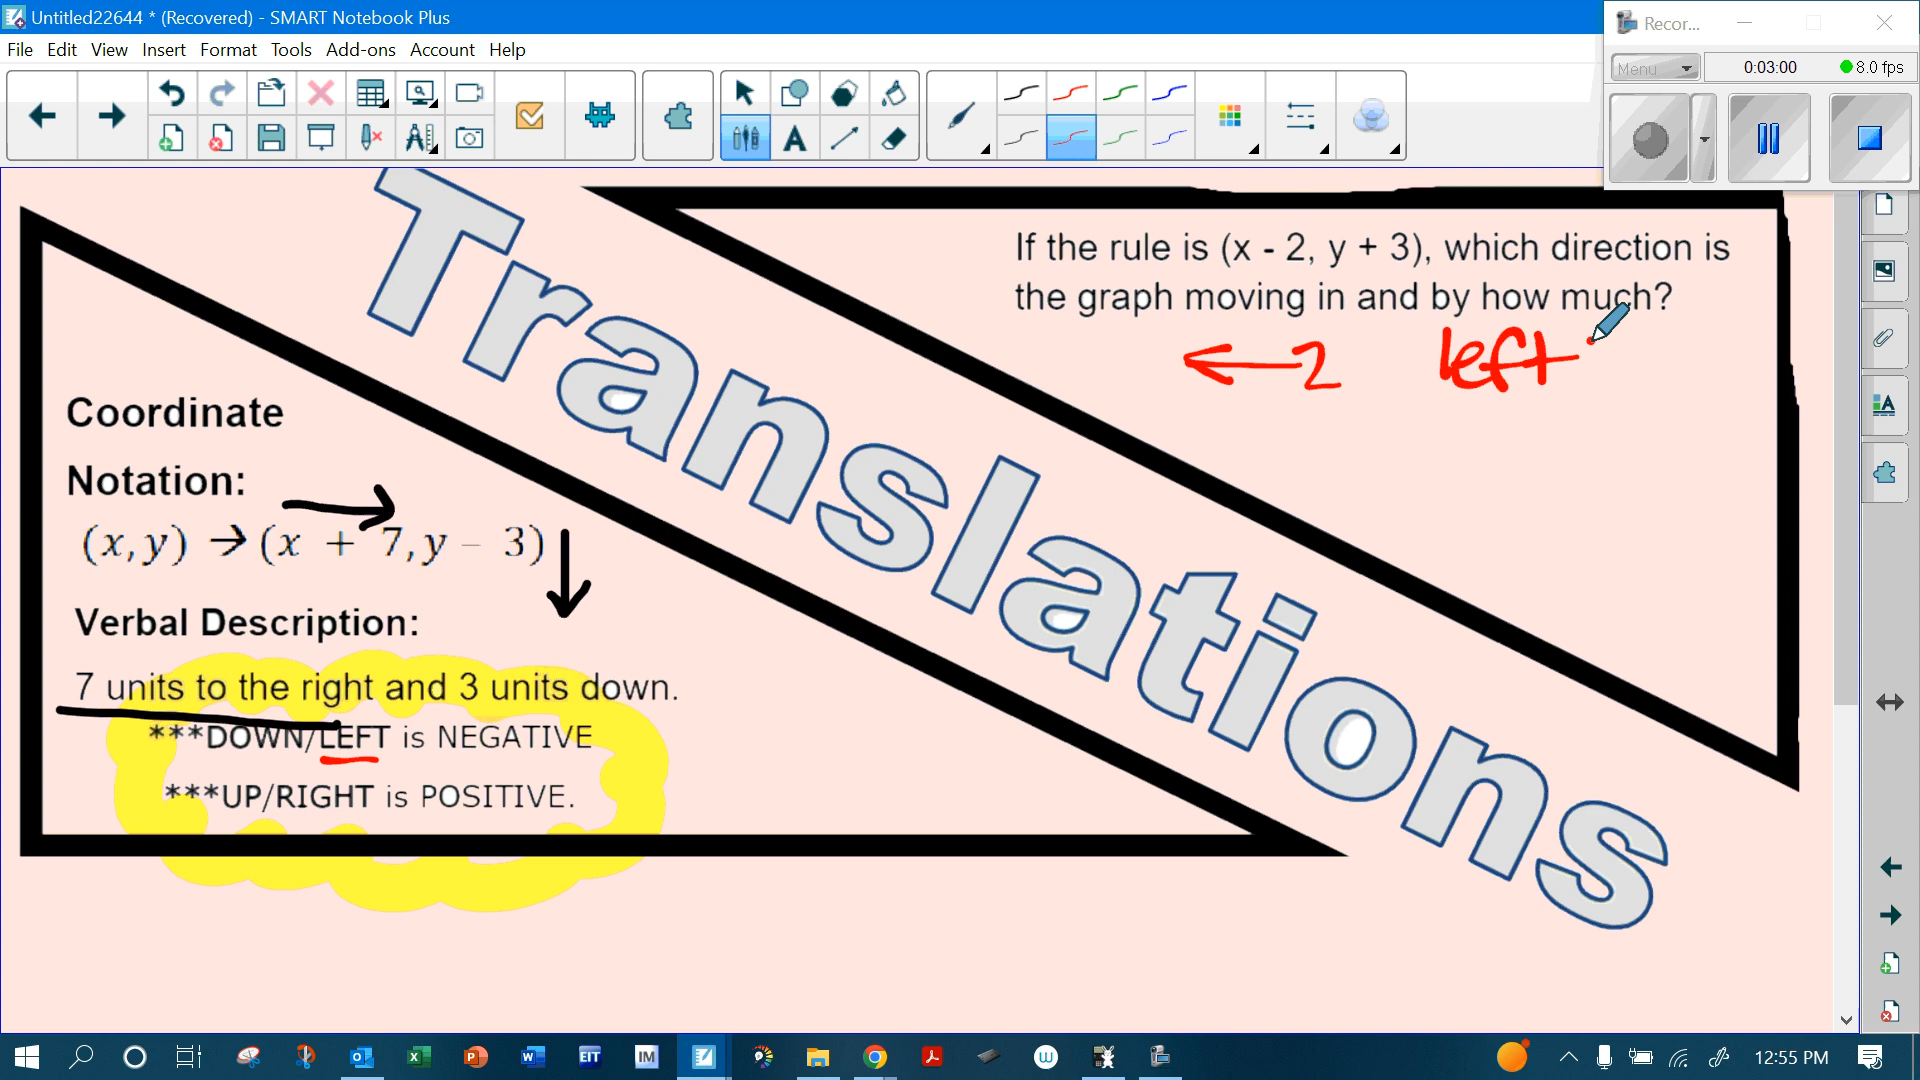 Untitled22644 * (Recovered) - SMART Notebook Plus
Recor...
File Edit View Insert Format Tools Add-ons Account Help
Menu
0:03:00
8.0 fps
A
Translations
If the rule is (x - 2, y + 3), which direction is
the graph moving in and by how much?
2 left
Coordinate
Notation:
(x,y) → (x + 7, y - 3)
Verbal Description:
7 units to the right and 3 units down.
***DOWN/LEFT is NEGATIVE
***UP/RIGHT is POSITIVE.
A
EIT
IM
12:55 PM